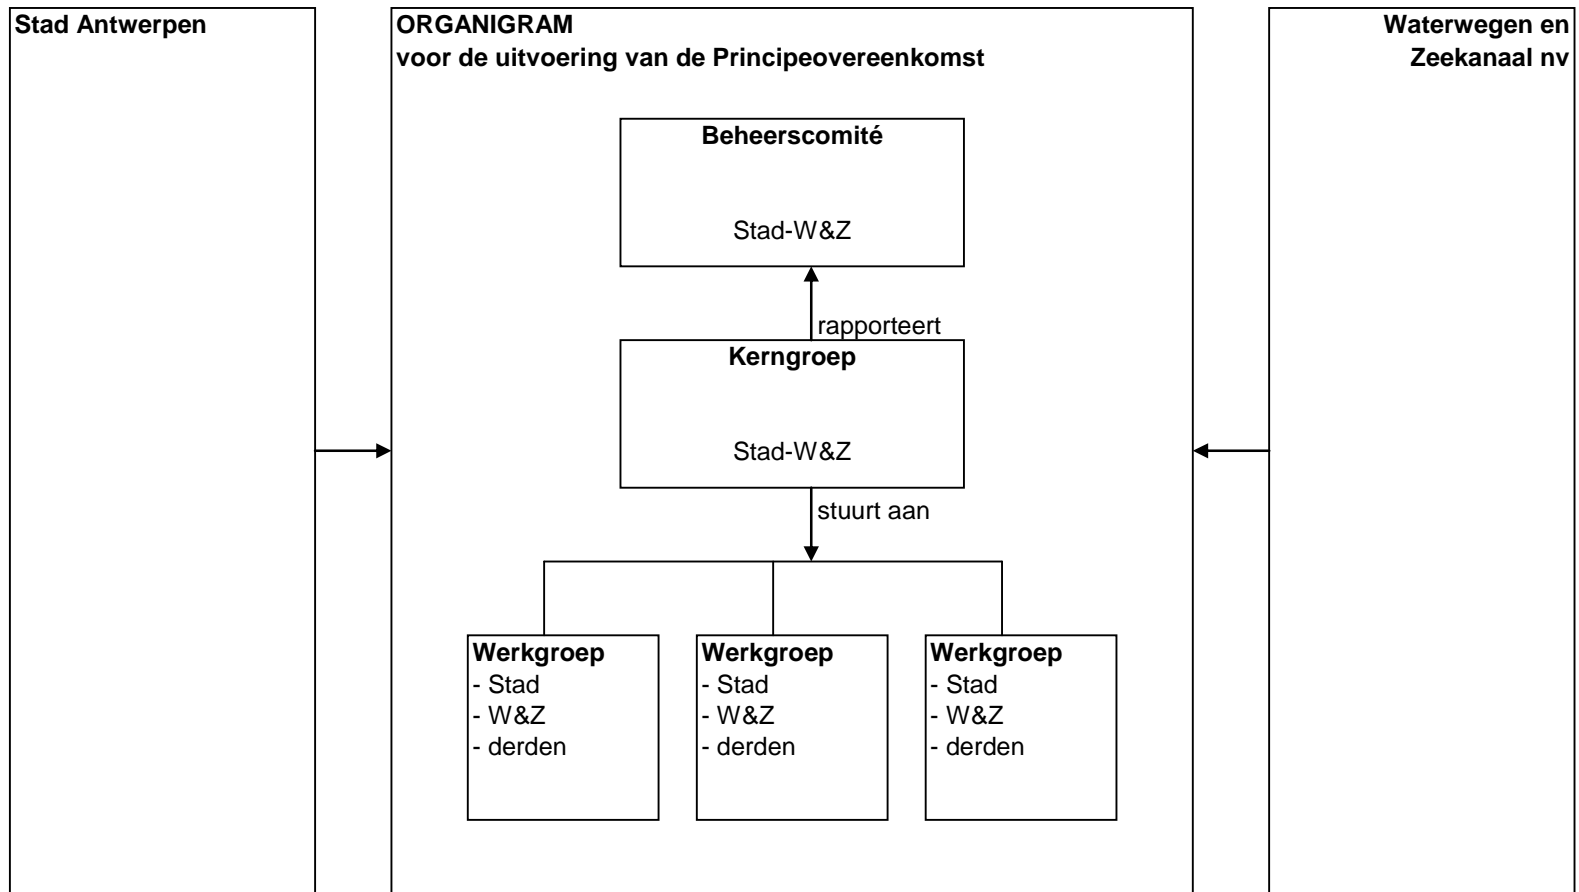 Stad Antwerpen
ORGANIGRAM
voor de uitvoering van de Principeovereenkomst
Waterwegen en
Zeekanaal nv
Beheerscomité
Stad-W&Z
rapporteert
Kerngroep
Stad-W&Z
stuurt aan
Werkgroep
- Stad
- W&Z
- derden
Werkgroep
- Stad
- W&Z
- derden
Werkgroep
- Stad
- W&Z
- derden